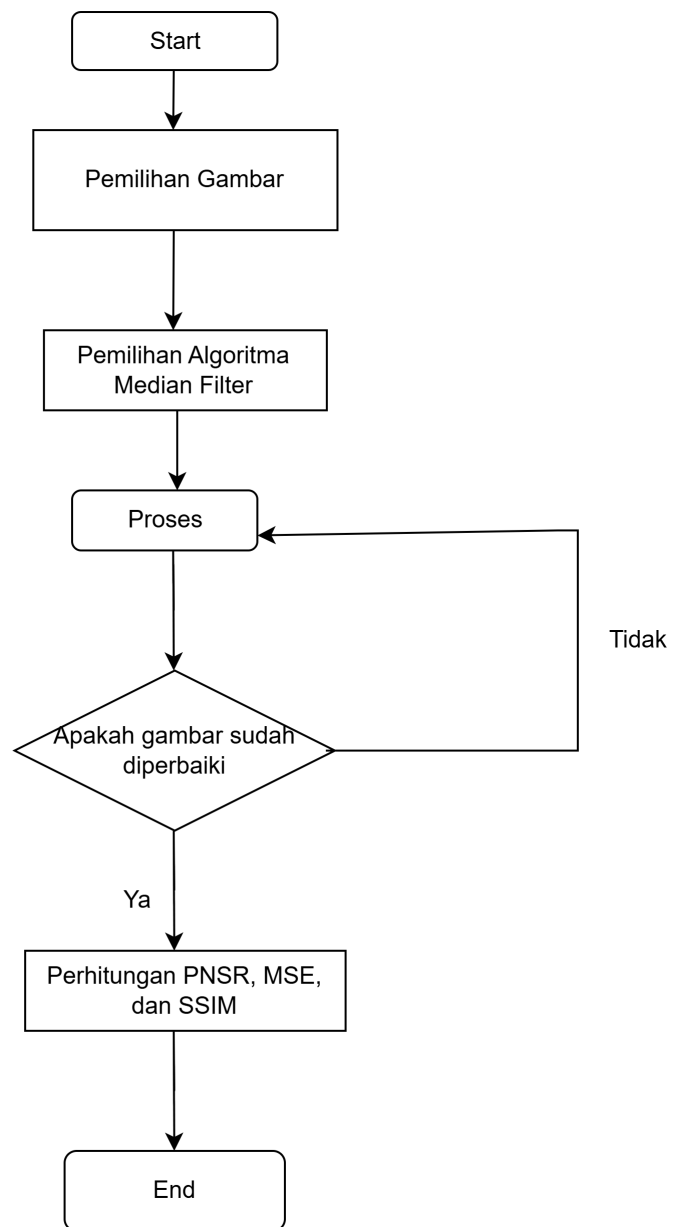 Start
Pemilihan Gambar
Pemilihan Algoritma
Median Filter
Proses
Tidak
Apakah gambar sudah
diperbaiki
Ya
Perhitungan PNSR, MSE,
dan SSIM
End